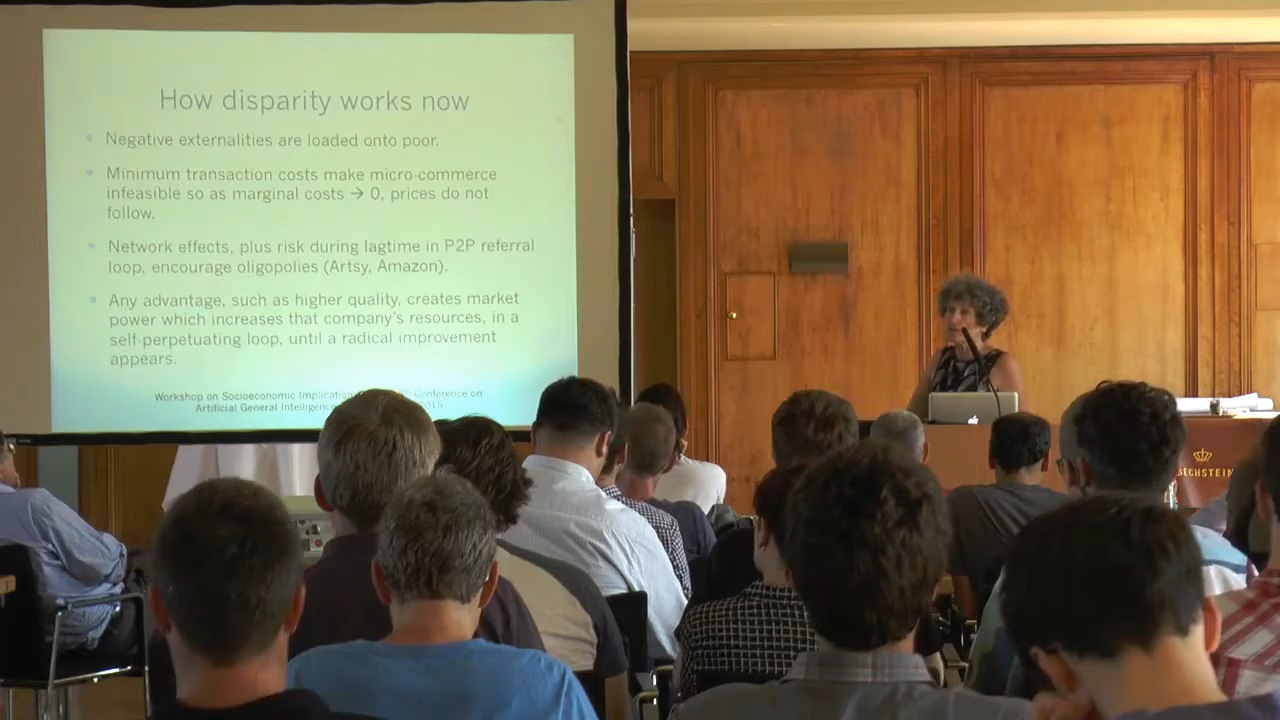 How disparity works now
Negative externalities are loaded onto poor.
Minimum transaction costs make micro-commerce
infeasible so as marginal costs → 0, prices do not
follow.
Network effects, plus risk during lagtime in P2P referral
loop, encourage oligopolies (Artsy, Amazon).
Any advantage, such as higher quality, creates market
power which increases that company's resources, in a
self-perpetuating loop, until a radical improvement
appears.
Workshop on Socioeconomic Conference on
Artificial General Intelligence 2015
BECHSTEIN